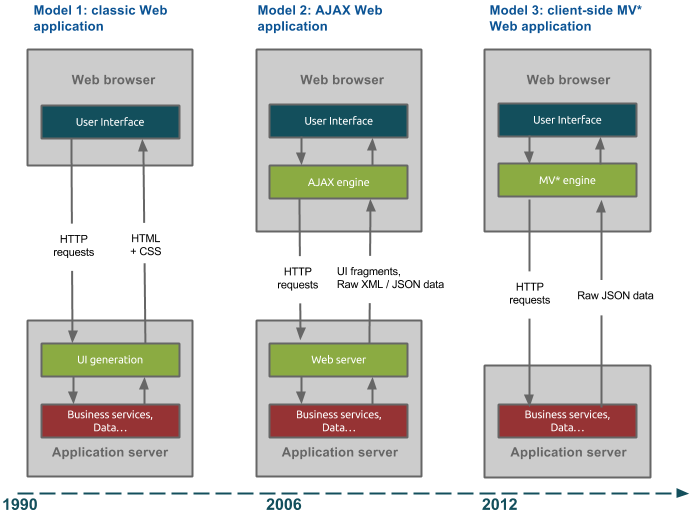 Model 1: classic Web
application
Web browser
User Interface
HTTP
requests
HTML
+ CSS
UI generation
Business services,
Data...
Application server
Model 2: AJAX Web
application
Web browser
User Interface
AJAX engine
HTTP
requests
UI fragments,
Raw XML / JSON data
Web server
Business services,
Data...
Application server
Model 3: client-side MV*
Web application
Web browser
User Interface
MV* engine
HTTP
requests
Raw JSON data
Business services,
Data...
Application server
1990
2006
2012